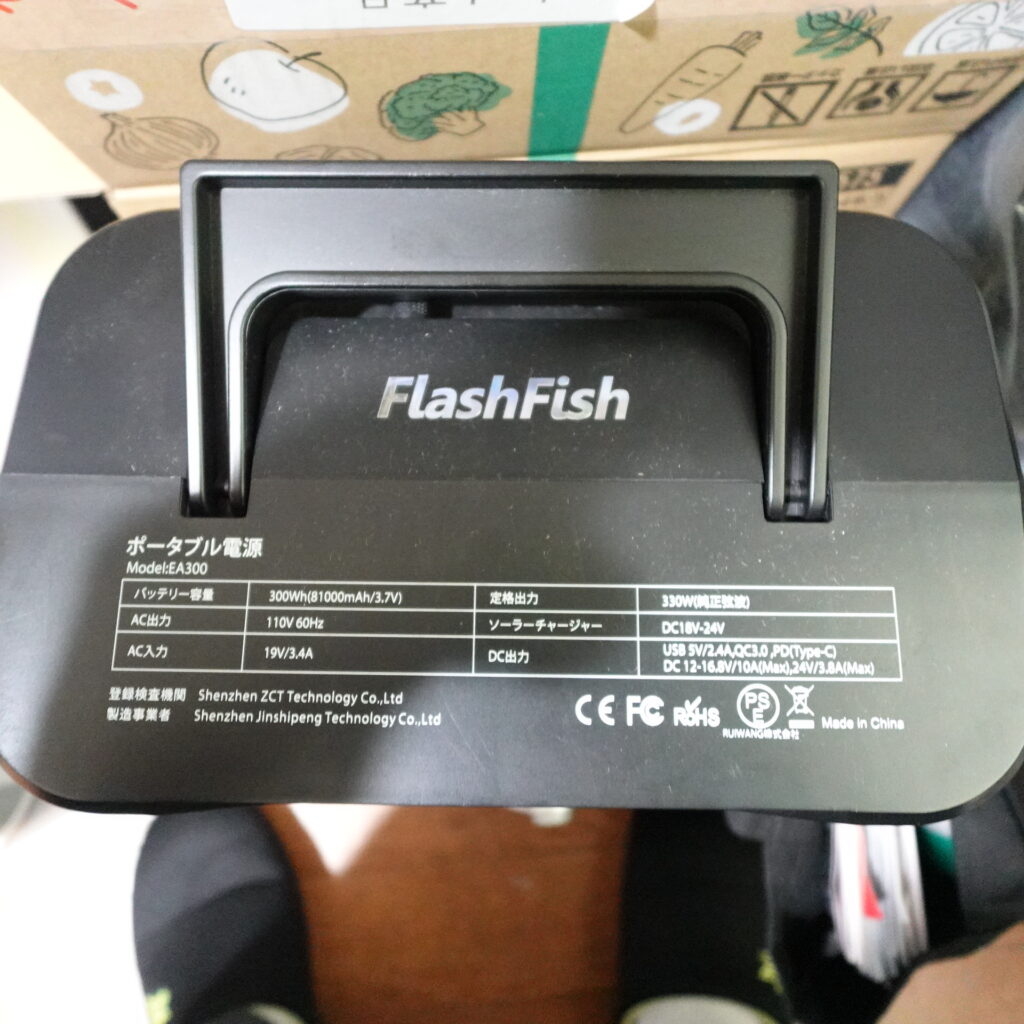 FlashFish
ポータブル電源
Model:EA300
バッテリー容量 300Wh(81000mAh/3.7V) 定格出力 330W(純正弦波)
AC出力 110V 60Hz ソーラーチャージャー DC18V-24V
AC入力 19V/3.4A DC出力 USB 5V/2.4A,QC3.0 ,PD(Type-C)
DC 12-16.8V/10A(Max),24V/3.8A(Max)
登録検査機関 Shenzhen ZCT Technology Co.,Ltd
製造事業者 Shenzhen Jinshipeng Technology Co.,Ltd
CE FC RoHS PSE Made in China
RUIWANG株式会社